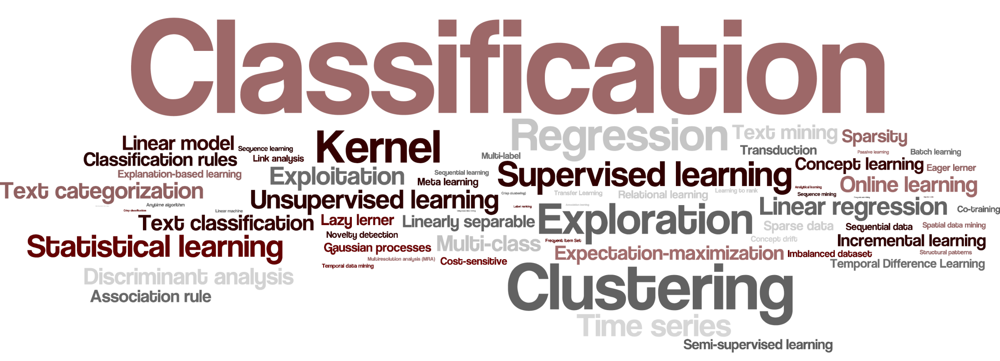 Classification
Regression
Text mining
Sparsity
Linear model
Sequence learning
Kernel
Transduction
Passive learning
Batch learning
Classification rules
Link analysis
Multi-label
Supervised learning
Concept learning
Eager lerner
Explanation-based learning
Exploitation
Sequential learning
Meta learning
Text categorization
Unsupervised learning
Crisp clustering)
Transfer Learning
Relational learning
Learning to rank
Analytical learning
Sequence mining
Online learning
Anytime algorithm
Crisp classification
Linear machine
Label ranking
Association learning
Exploration
Linear regression
Co-training
Text classification
Lazy lerner
Linearly separable
Sparse data
Sequential data
Spatial data mining
Statistical learning
Novelty detection
Gaussian processes
Multi-class
Frequent Item Set
Concept drift
Incremental learning
Expectation-maximization
Imbalanced dataset
Structural patterns
Multiresolution analysis (MRA)
Cost-sensitive
Temporal data mining
Temporal Difference Learning
Discriminant analysis
Clustering
Association rule
Time series
Semi-supervised learning